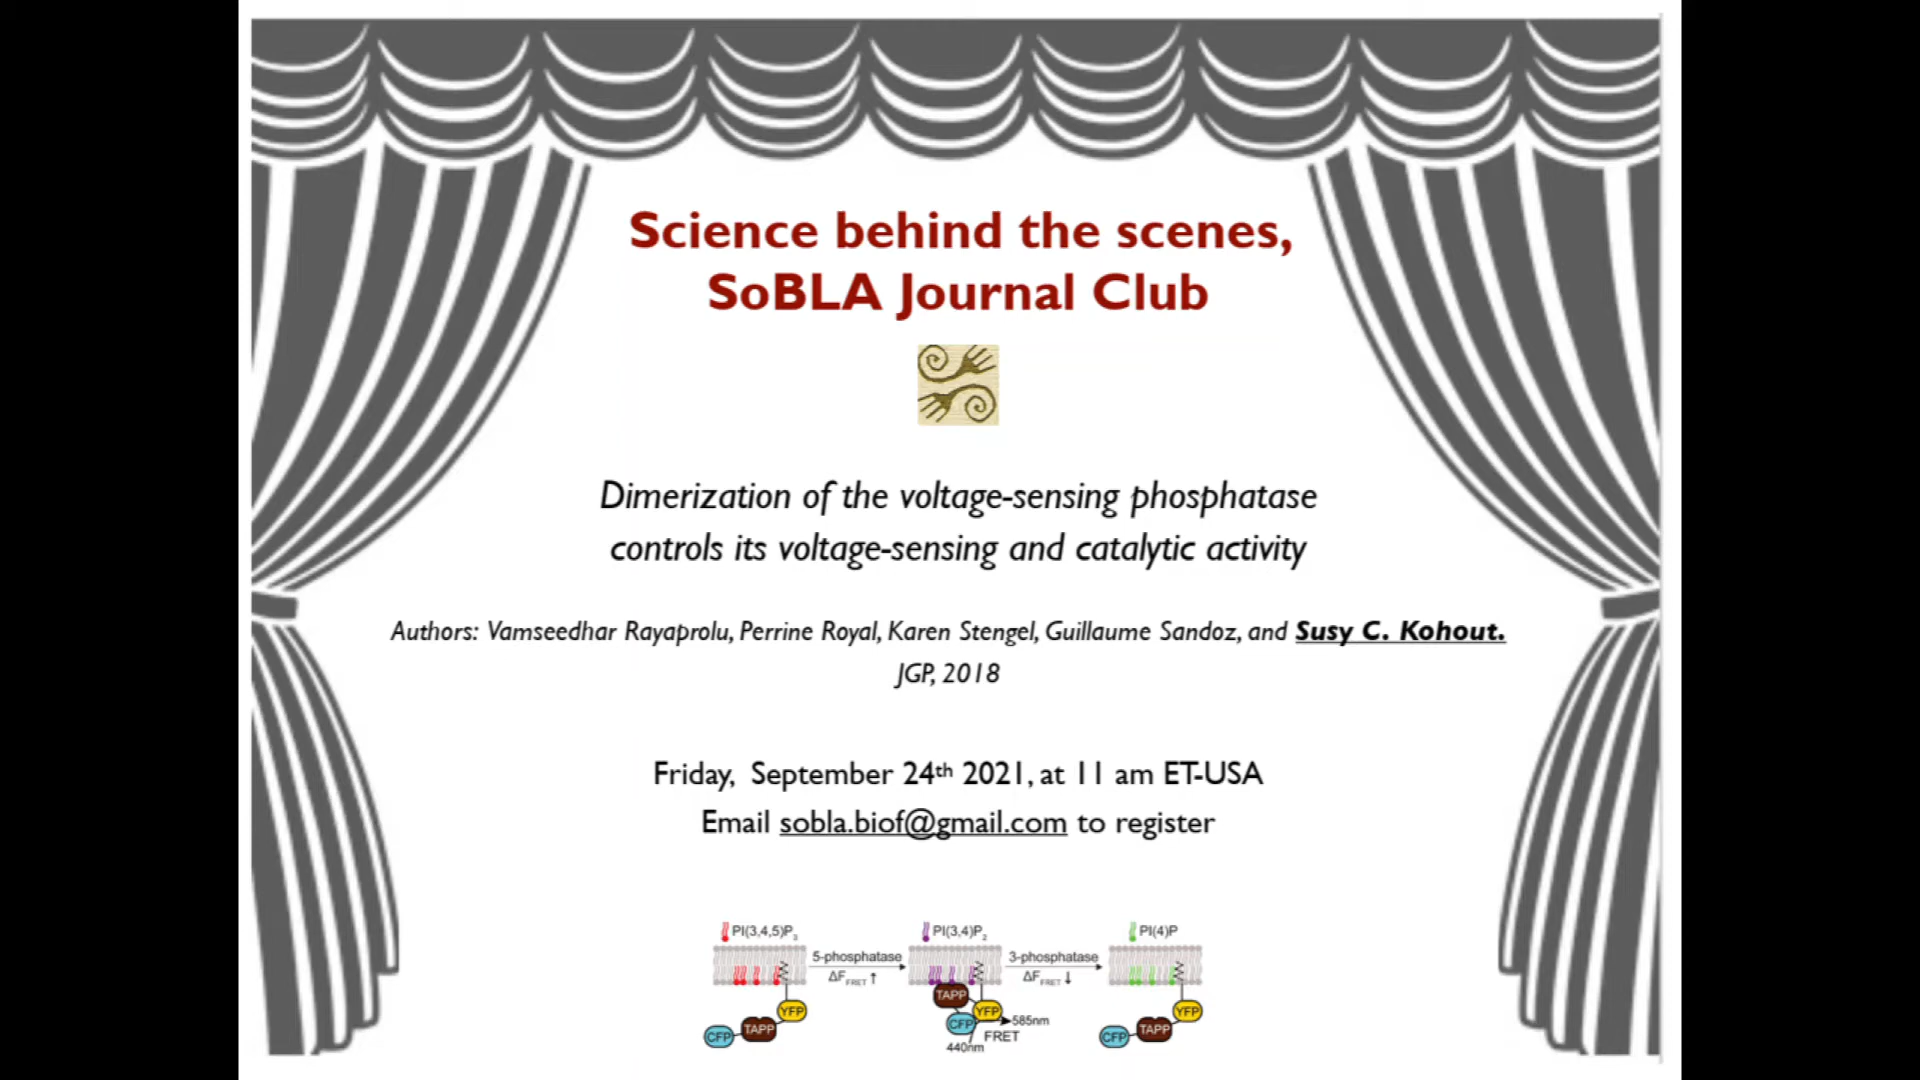 Science behind the scenes,
SoBLA Journal Club
Dimerization of the voltage-sensing phosphatase
controls its voltage-sensing and catalytic activity
Authors: Vamseedhar Rayaprolu, Perrine Royal, Karen Stengel, Guillaume Sandoz, and Susy C. Kohout.
JGP, 2018
Friday, September 24th 2021, at 11 am ET-USA
Email sobla.biof@gmail.com to register
PI(3,4,5)P3
PI(3,4)P2
PI(4)P
5-phosphatase
ΔF FRET ↑
3-phosphatase
ΔF FRET ↓
CFP TAPP YFP
TAPP
CFP YFP
585nm
FRET
440nm
CFP TAPP YFP